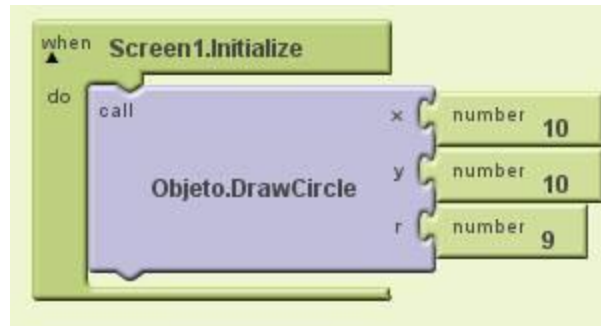 when Screen1.Initialize
do
call
Objeto.DrawCircle
x number 10
y number 10
r number 9